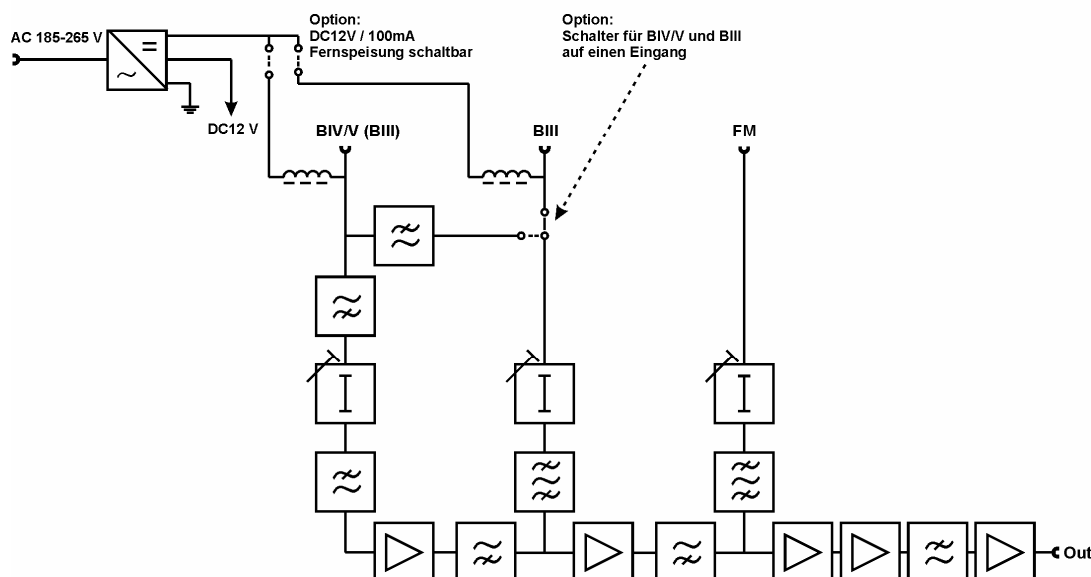 AC 185-265 V
Option:
DC12V / 100mA
Fernspeisung schaltbar
Option:
Schalter für BIV/V und BIII
auf einen Eingang
DC12 V
BIV/V (BIII)
BIII
FM
Out